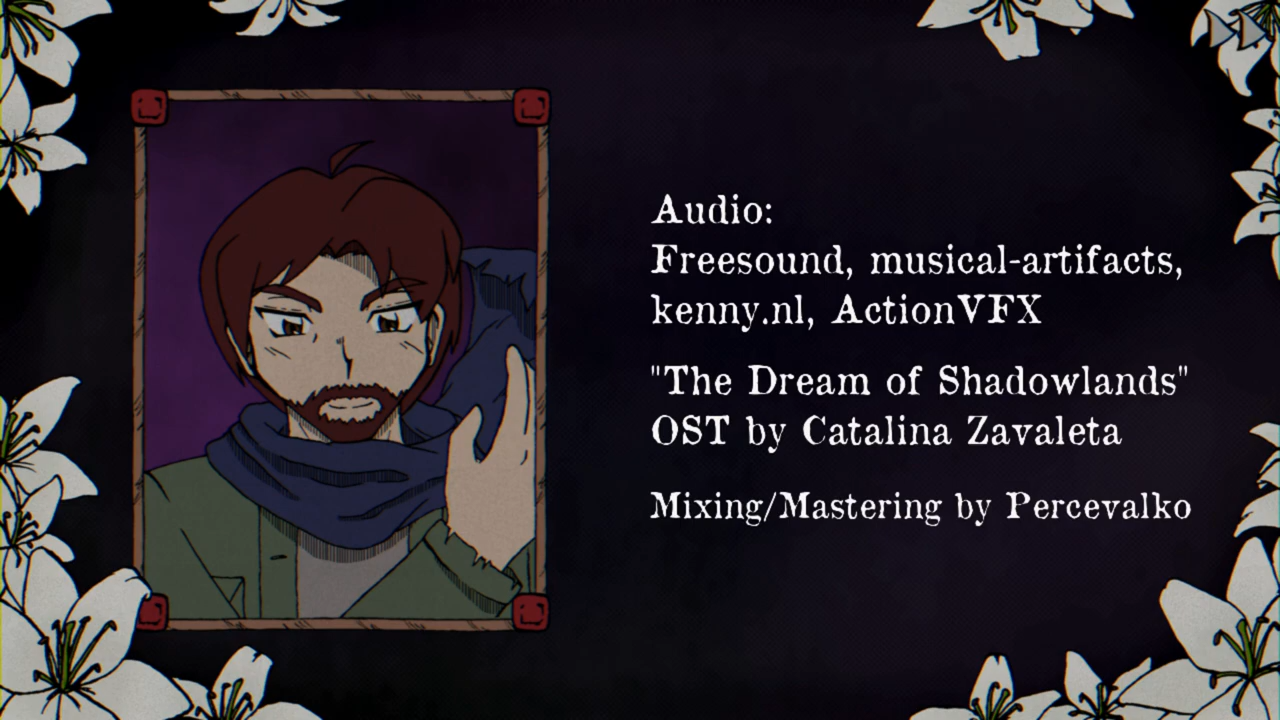 Audio:
Freesound, musical-artifacts,
kenny.nl, ActionVFX
"The Dream of Shadowlands"
OST by Catalina Zavaleta
Mixing/Mastering by Percevalko